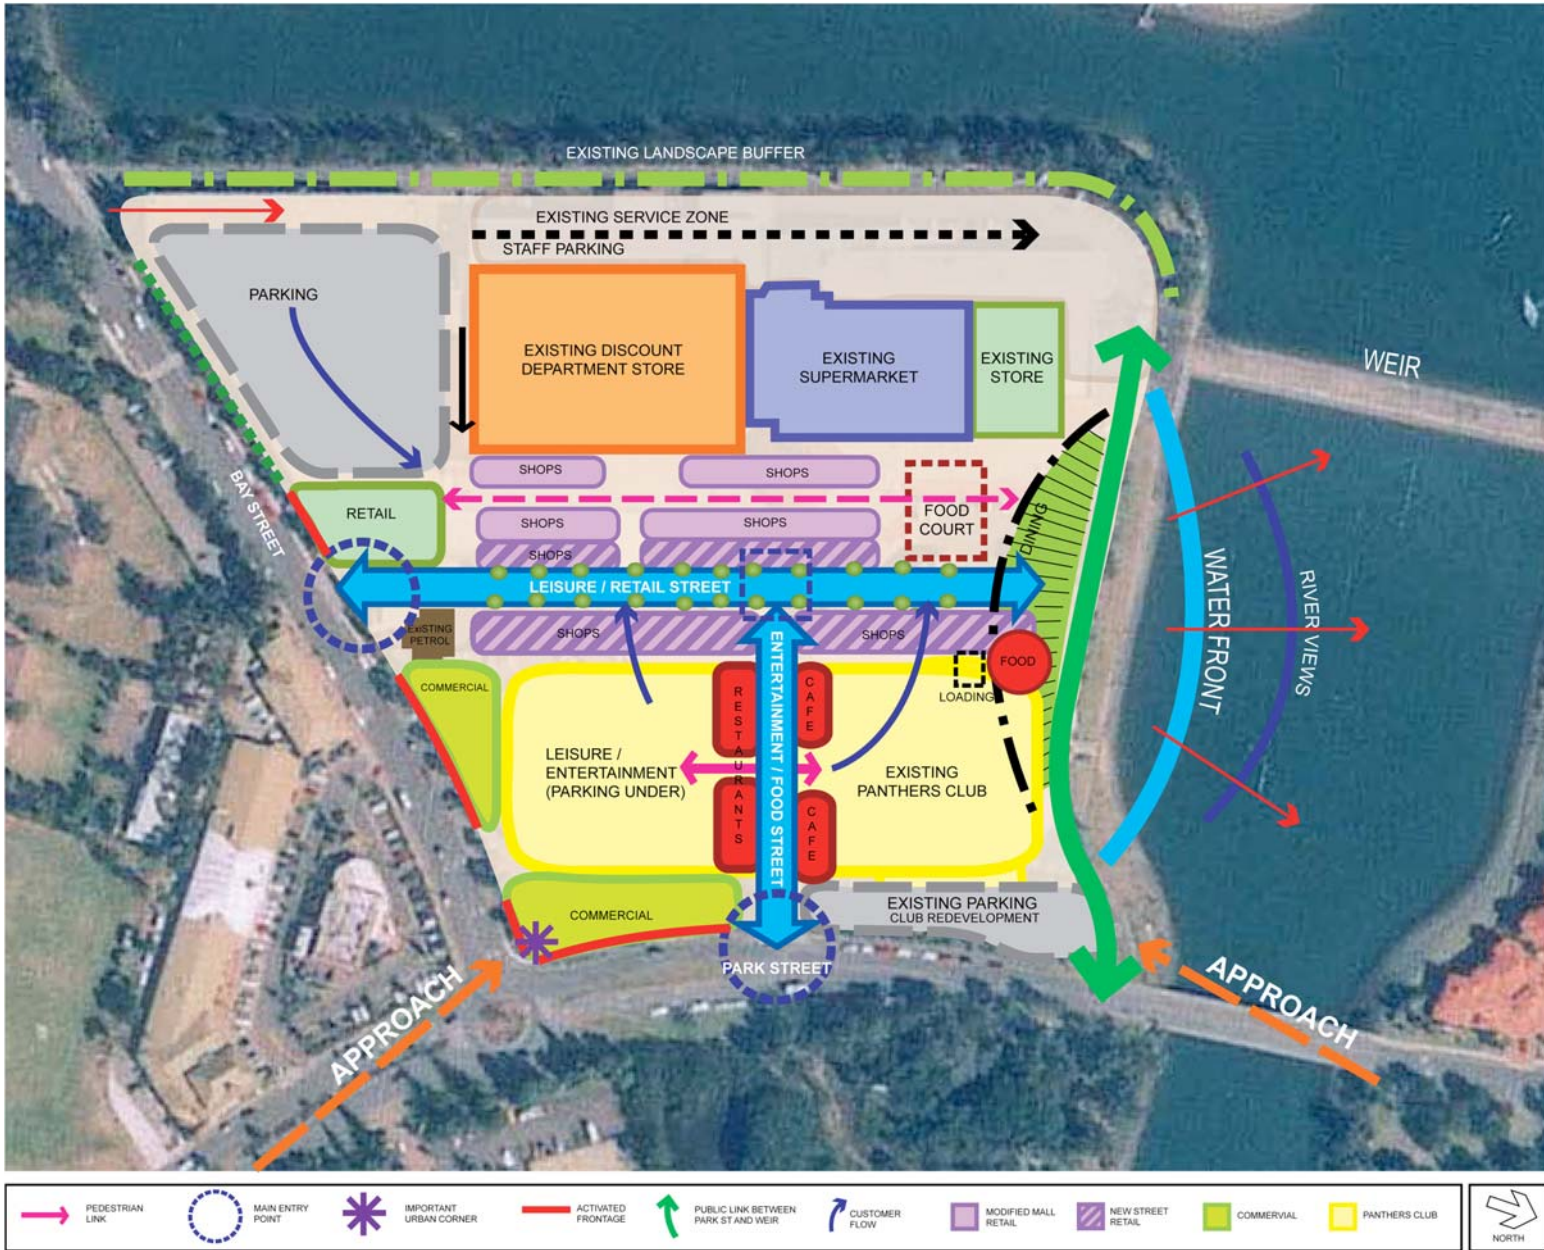 EXISTING LANDSCAPE BUFFER
EXISTING SERVICE ZONE
STAFF PARKING
PARKING
EXISTING DISCOUNT
DEPARTMENT STORE
EXISTING
SUPERMARKET
EXISTING
STORE
WEIR
BAY STREET
RETAIL
SHOPS
SHOPS
SHOPS
SHOPS
SHOPS
FOOD
COURT
DINING
WATER FRONT
RIVER VIEWS
LEISURE / RETAIL STREET
EXISTING
PETROL
SHOPS
SHOPS
FOOD
LOADING
COMMERCIAL
RESTAURANTS
CAFE
ENTERTAINMENT / FOOD STREET
LEISURE /
ENTERTAINMENT
(PARKING UNDER)
EXISTING
PANTHERS CLUB
CAFE
COMMERCIAL
EXISTING PARKING
CLUB REDEVELOPMENT
PARK STREET
APPROACH
APPROACH
PEDESTRIAN
LINK
MAIN ENTRY
POINT
IMPORTANT
URBAN CORNER
ACTIVATED
FRONTAGE
PUBLIC LINK BETWEEN
PARK ST AND WEIR
CUSTOMER
FLOW
MODIFIED MALL
RETAIL
NEW STREET
RETAIL
COMMERVIAL
PANTHERS CLUB
NORTH